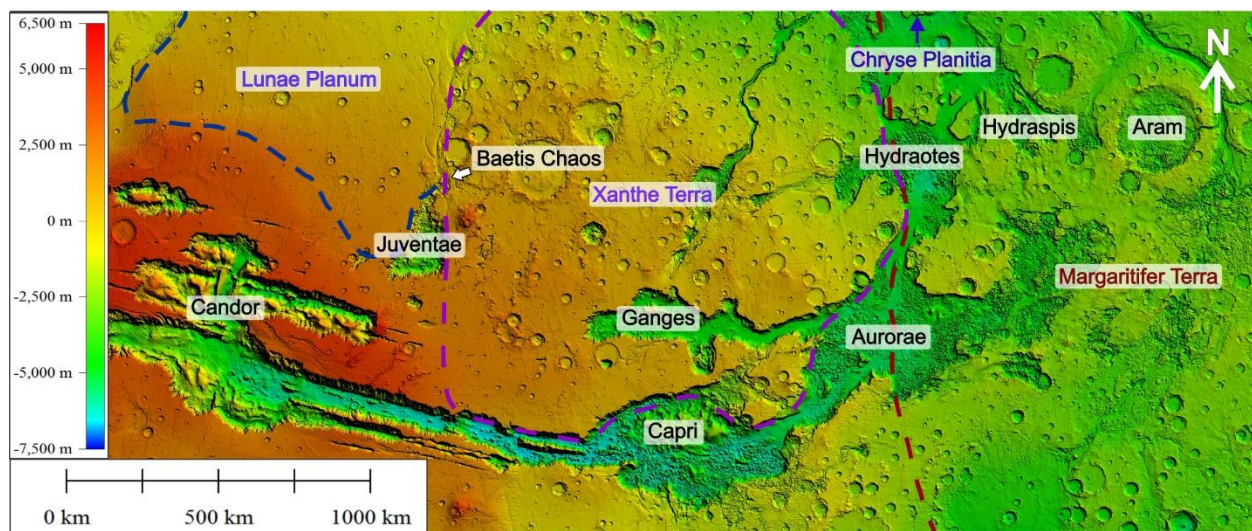 6,500 m
5,000 m
2,500 m
0 m
-2,500 m
-5,000 m
-7,500 m
0 km
500 km
1000 km
Lunae Planum
Chryse Planitia
N
Hydraspis
Aram
Baetis Chaos
Hydraotes
Xanthe Terra
Juventae
Margaritifer Terra
Candor
Ganges
Aurorae
Capri